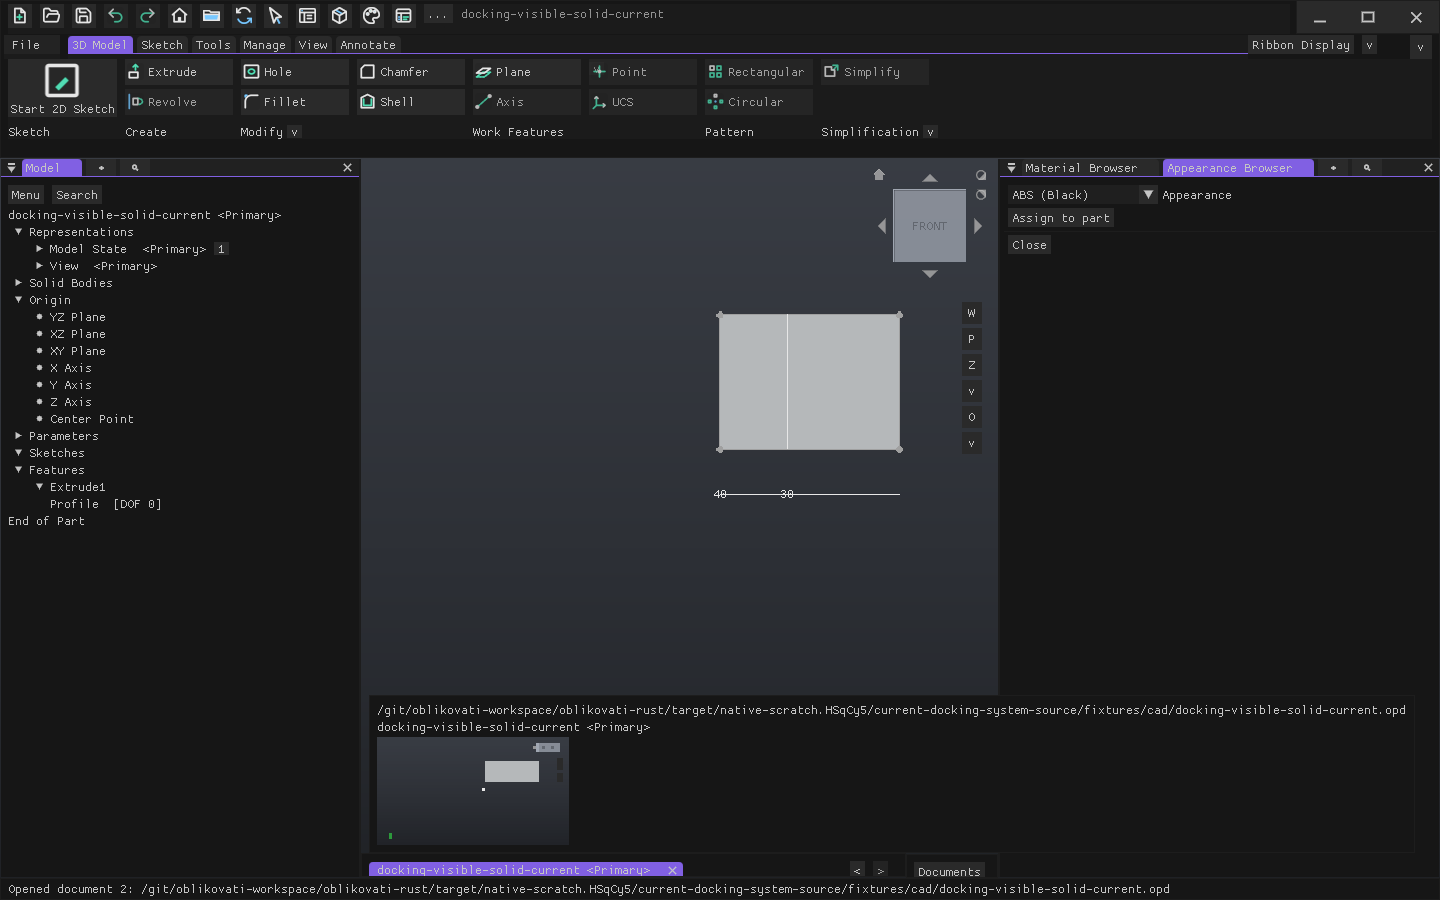 ... docking-visible-solid-current
File 3D Model Sketch Tools Manage View Annotate Ribbon Display v v
Start 2D Sketch
Extrude Hole Chamfer Plane Point Rectangular Simplify
Revolve Fillet Shell Axis UCS Circular
Sketch Create Modify v Work Features Pattern Simplification v
Model
Menu Search
docking-visible-solid-current <Primary>
Representations
Model State <Primary> 1
View <Primary>
Solid Bodies
Origin
YZ Plane
XZ Plane
XY Plane
X Axis
Y Axis
Z Axis
Center Point
Parameters
Sketches
Features
Extrude1
Profile [DOF 0]
End of Part
FRONT
W
P
Z
v
O
v
40 30
Material Browser Appearance Browser
ABS (Black) Appearance
Assign to part
Close
/git/oblikovati-workspace/oblikovati-rust/target/native-scratch.HSqCy5/current-docking-system-source/fixtures/cad/docking-visible-solid-current.opd
docking-visible-solid-current <Primary>
docking-visible-solid-current <Primary> < > Documents
Opened document 2: /git/oblikovati-workspace/oblikovati-rust/target/native-scratch.HSqCy5/current-docking-system-source/fixtures/cad/docking-visible-solid-current.opd